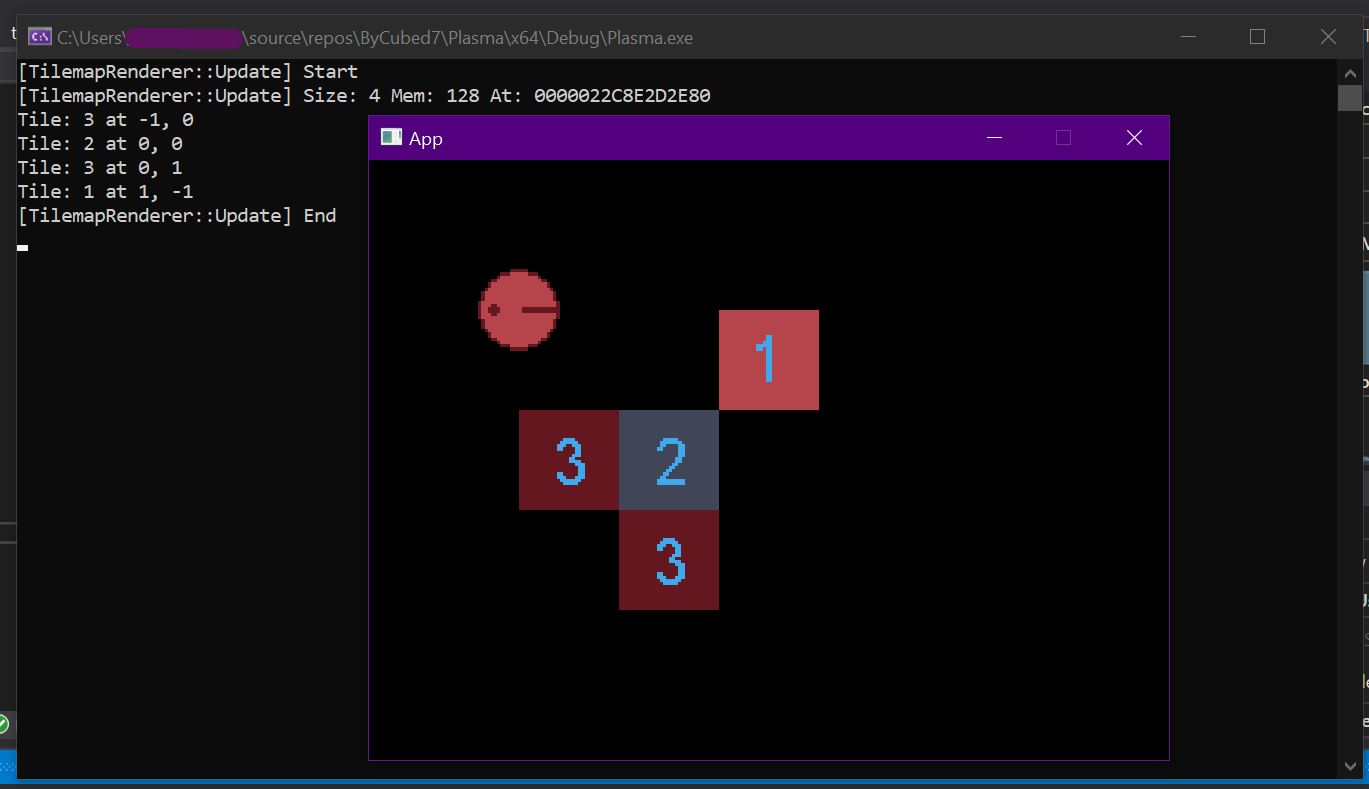 C:\Users\ \source\repos\ByCubed7\Plasma\x64\Debug\Plasma.exe
[TilemapRenderer::Update] Start
[TilemapRenderer::Update] Size: 4 Mem: 128 At: 0000022C8E2D2E80
Tile: 3 at -1, 0
Tile: 2 at 0, 0
Tile: 3 at 0, 1
Tile: 1 at 1, -1
[TilemapRenderer::Update] End
App
1
3 2
3